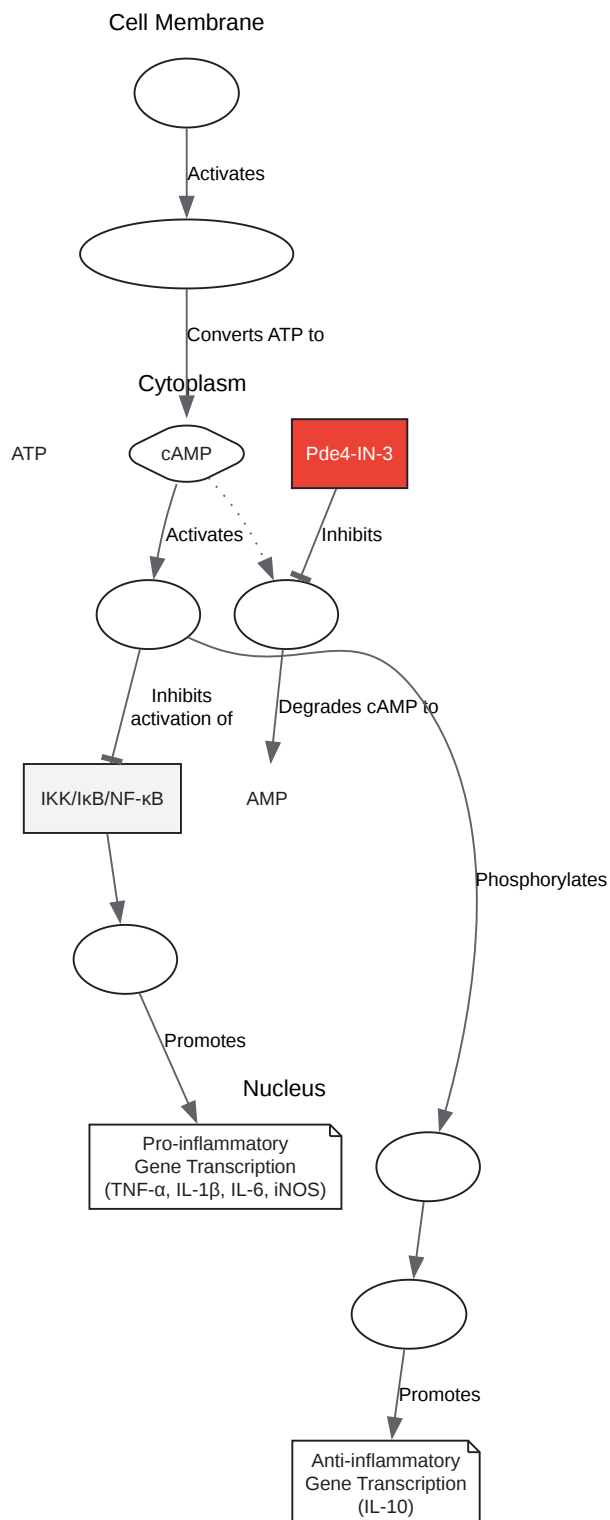 Cell Membrane
Activates
Converts ATP to
Cytoplasm
ATP
cAMP
Pde4-IN-3
Activates
Inhibits
Inhibits
activation of
Degrades cAMP to
IKK/IκB/NF-κB
AMP
Phosphorylates
Promotes
Nucleus
Pro-inflammatory
Gene Transcription
(TNF-α, IL-1β, IL-6, iNOS)
Promotes
Anti-inflammatory
Gene Transcription
(IL-10)